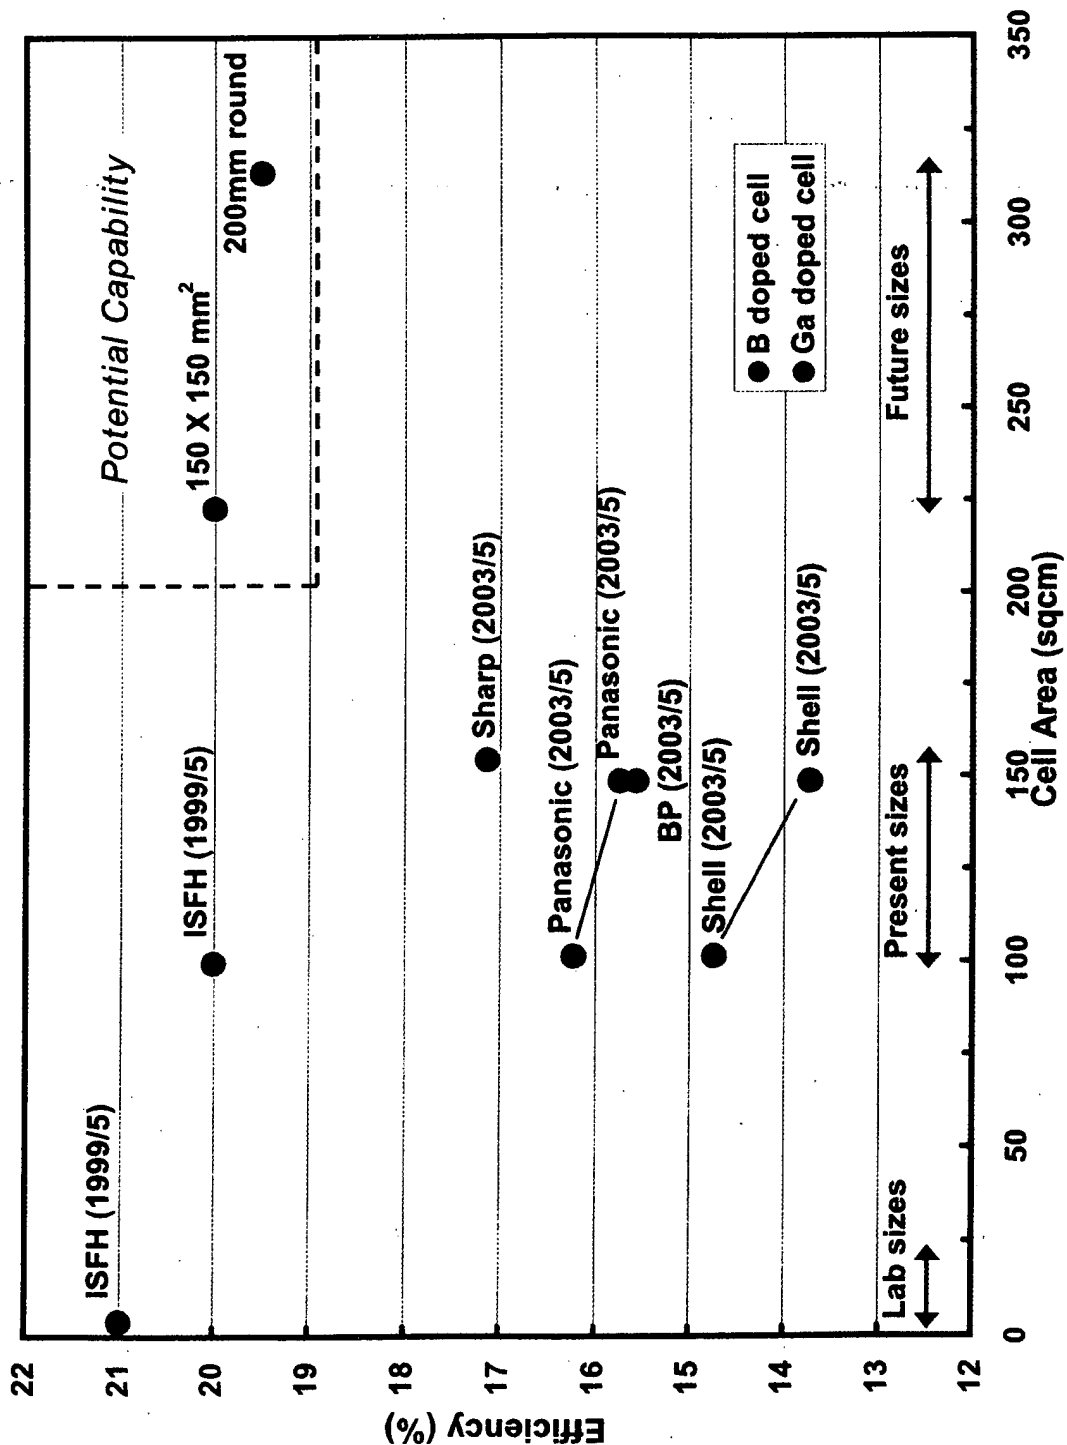 22
21
20
19
18
17
16
15
14
13
12
Efficiency (%)
0
50
100
150
200
250
300
350
Cell Area (sqcm)
Potential Capability
ISFH (1999/5)
ISFH (1999/5)
150 X 150 mm²
200mm round
Sharp (2003/5)
Panasonic (2003/5)
Panasonic (2003/5)
BP (2003/5)
Shell (2003/5)
Shell (2003/5)
B doped cell
Ga doped cell
Lab sizes
Present sizes
Future sizes